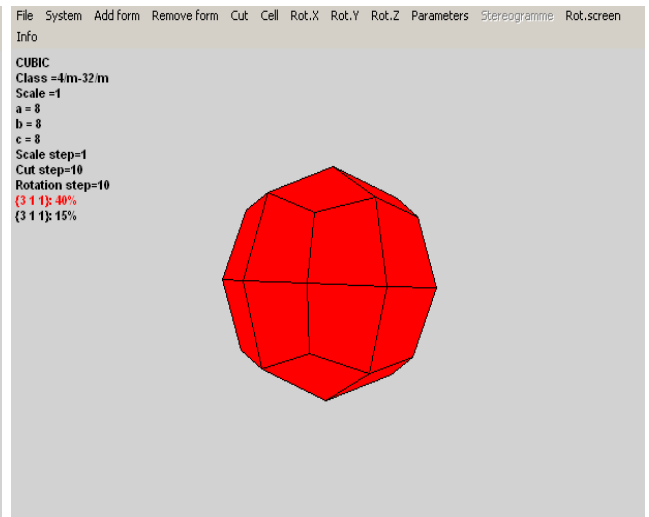 File System Add form Remove form Cut Cell Rot.X Rot.Y Rot.Z Parameters Stereogramme Rot.screen
Info
CUBIC
Class =4/m-32/m
Scale =1
a = 8
b = 8
c = 8
Scale step=1
Cut step=10
Rotation step=10
{3 1 1}: 40%
{3 1 1}: 15%